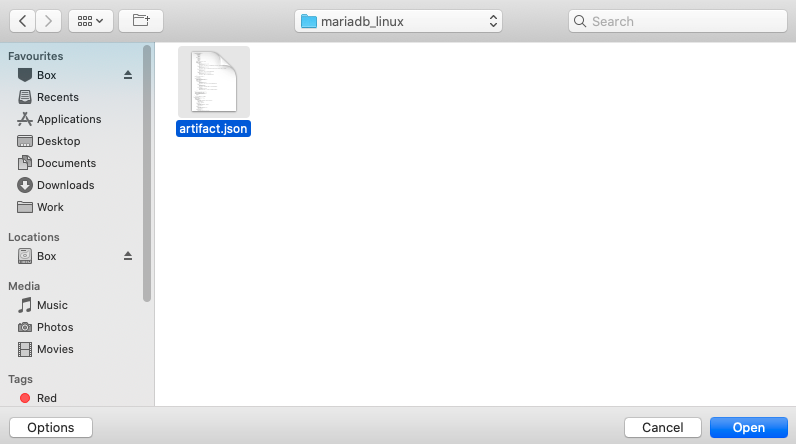 mariadb_linux
Search
Favourites
Box
Recents
Applications
Desktop
Documents
Downloads
Work
Locations
Box
Media
Music
Photos
Movies
Tags
Red
artifact.json
Options
Cancel
Open